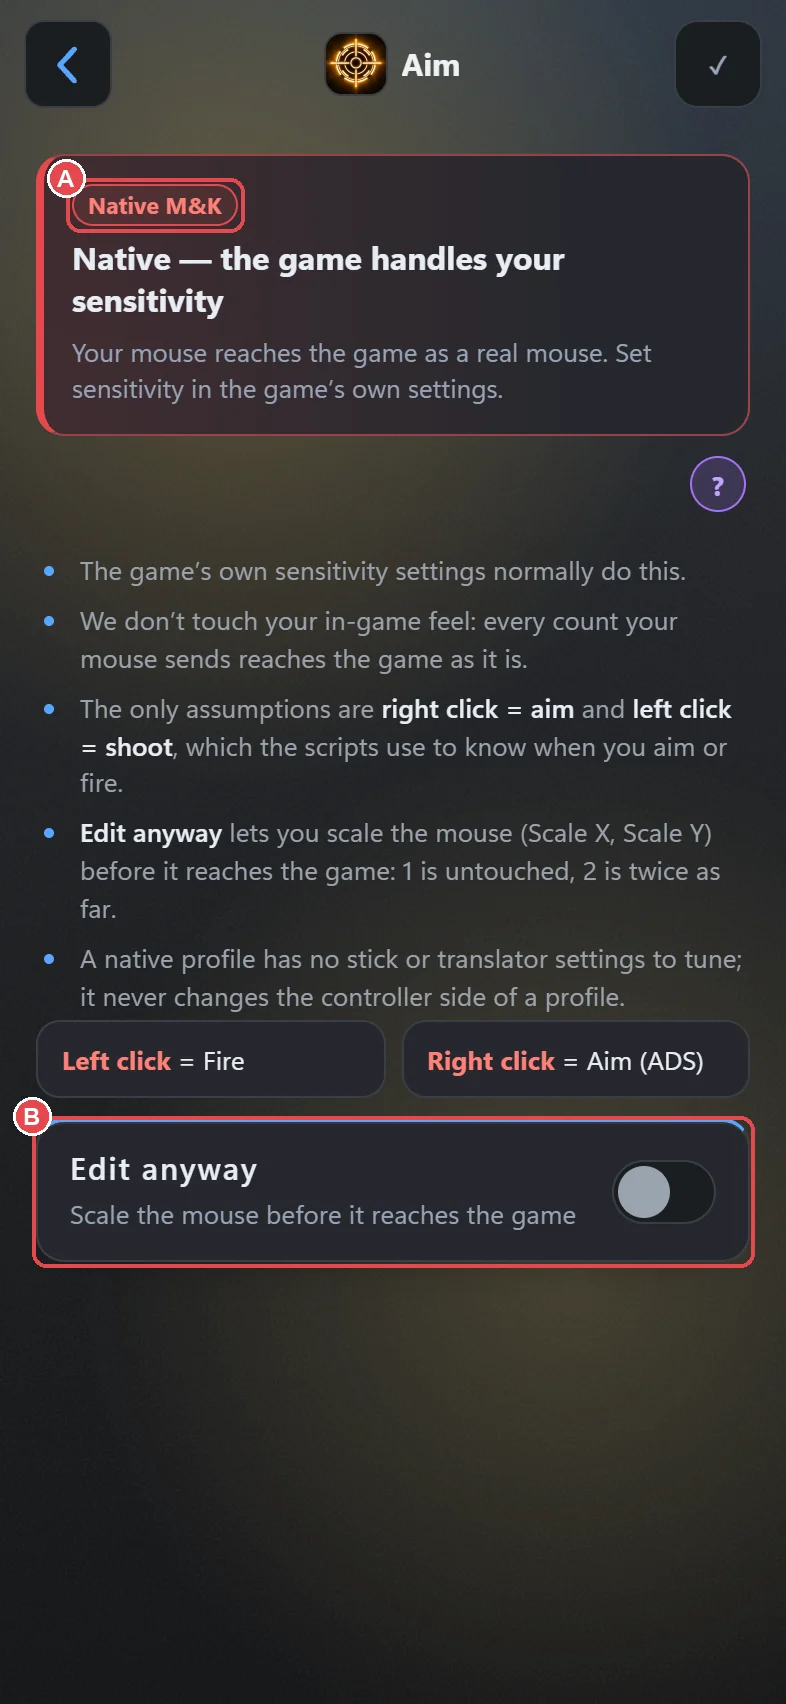 Aim
✓
A
Native M&K
Native — the game handles your
sensitivity
Your mouse reaches the game as a real mouse. Set
sensitivity in the game’s own settings.
?
The game’s own sensitivity settings normally do this.
We don’t touch your in-game feel: every count your
mouse sends reaches the game as it is.
The only assumptions are right click = aim and left click
= shoot, which the scripts use to know when you aim or
fire.
Edit anyway lets you scale the mouse (Scale X, Scale Y)
before it reaches the game: 1 is untouched, 2 is twice as
far.
A native profile has no stick or translator settings to tune;
it never changes the controller side of a profile.
Left click = Fire
Right click = Aim (ADS)
B
Edit anyway
Scale the mouse before it reaches the game